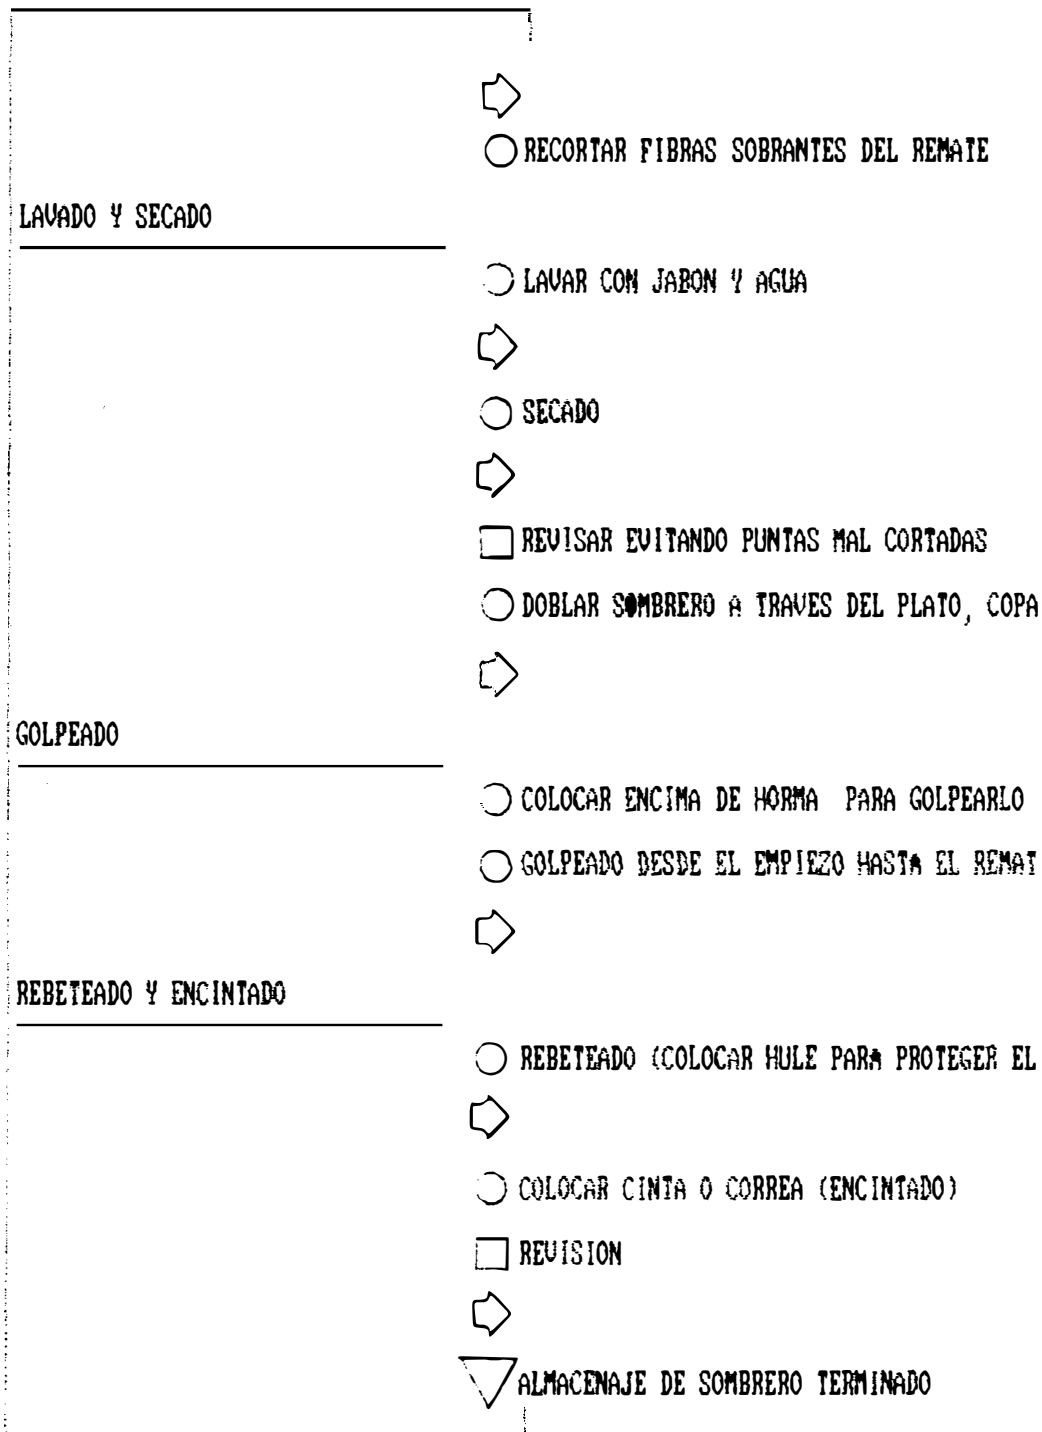 RECORTAR FIBRAS SOBRANTES DEL REMATE
LAVADO Y SECADO
LAVAR CON JABON Y AGUA
SECADO
REVISAR EVITANDO PUNTAS MAL CORTADAS
DOBLAR SOMBRERO A TRAVES DEL PLATO, COPA
GOLPEADO
COLOCAR ENCIMA DE HORMA PARA GOLPEARLO
GOLPEADO DESDE EL EMPIEZO HASTA EL REMAT
REBETEADO Y ENCINTADO
REBETEADO (COLOCAR HULE PARA PROTEGER EL
COLOCAR CINTA O CORREA (ENCINTADO)
REVISION
ALMACENAJE DE SOMBRERO TERMINADO